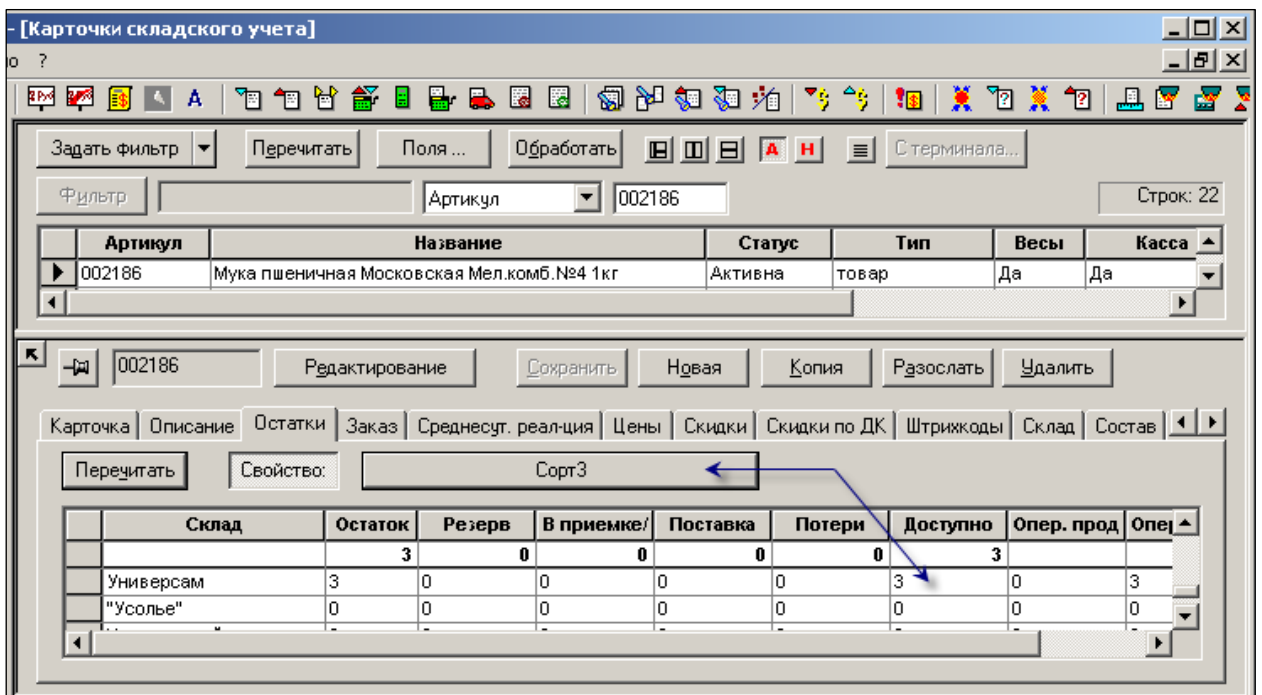 - [Карточки складского учета]
о ?
Задать фильтр Перечитать Поля ... Обработать А Н С терминала...
Фильтр Артикул 002186 Строк: 22
Артикул Название Статус Тип Весы Касса
002186 Мука пшеничная Московская Мел.комб.№4 1кг Активна товар Да Да
002186 Редактирование Сохранить Новая Копия Разослать Удалить
Карточка Описание Остатки Заказ Среднесут. реал-ция Цены Скидки Скидки по ДК Штрихкоды Склад Состав
Перечитать Свойство: Сорт3
Склад Остаток Резерв В приемке/ Поставка Потери Доступно Опер. прод Опер
3 0 0 0 0 3
Универсам 3 0 0 0 0 3 0 3
"Усолье" 0 0 0 0 0 0 0 0